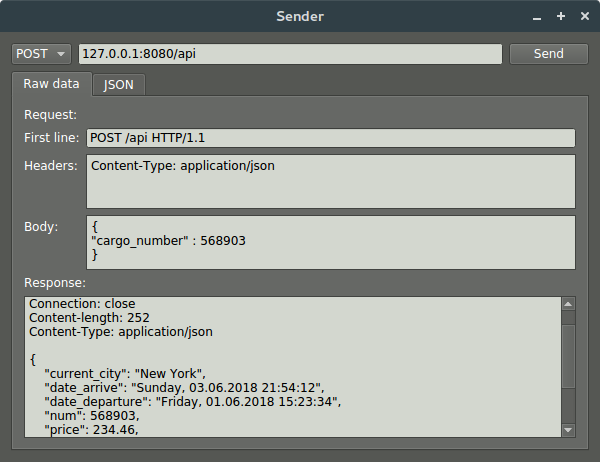 Sender
POST 127.0.0.1:8080/api Send
Raw data JSON
Request:
First line: POST /api HTTP/1.1
Headers: Content-Type: application/json
Body: {
"cargo_number" : 568903
}
Response:
Connection: close
Content-length: 252
Content-Type: application/json
{
"current_city": "New York",
"date_arrive": "Sunday, 03.06.2018 21:54:12",
"date_departure": "Friday, 01.06.2018 15:23:34",
"num": 568903,
"price": 234.46,